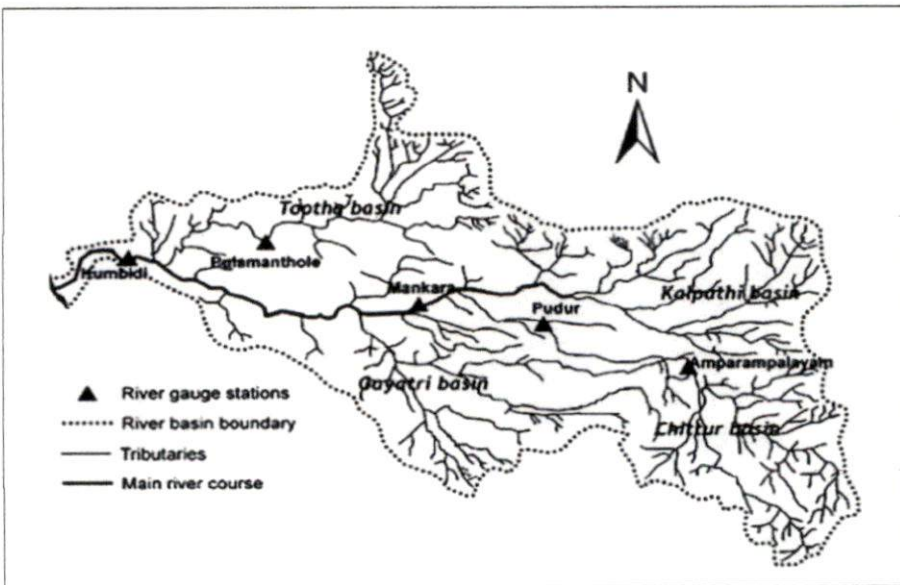 N
Tootha basin
Pulamanthole
Kumbidi
Mankara
Kalpathi basin
Pudur
Amparampalayam
Gayatri basin
Chittur basin
River gauge stations
River basin boundary
Tributaries
Main river course